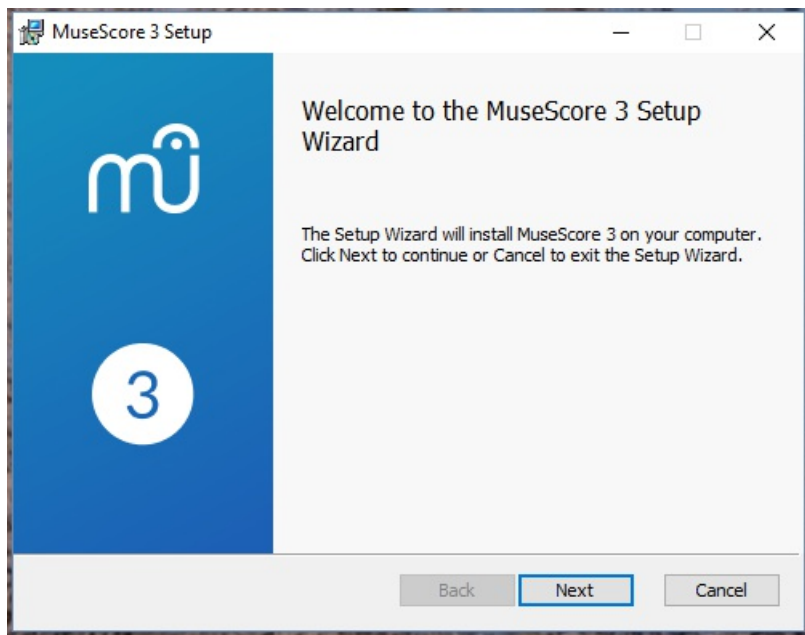 MuseScore 3 Setup
Welcome to the MuseScore 3 Setup
Wizard
mu
The Setup Wizard will install MuseScore 3 on your computer.
Click Next to continue or Cancel to exit the Setup Wizard.
3
Back
Next
Cancel